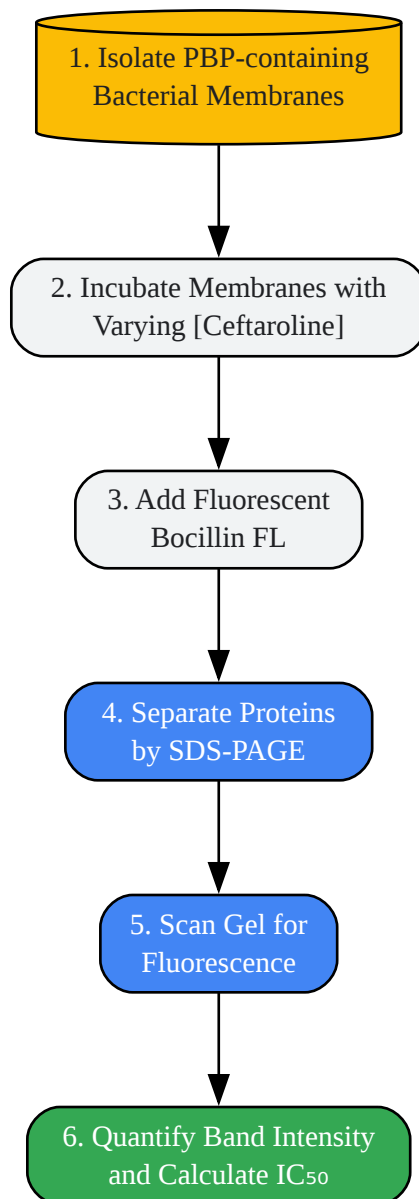 1. Isolate PBP-containing
Bacterial Membranes
2. Incubate Membranes with
Varying [Ceftaroline]
3. Add Fluorescent
Bocillin FL
4. Separate Proteins
by SDS-PAGE
5. Scan Gel for
Fluorescence
6. Quantify Band Intensity
and Calculate IC₅₀